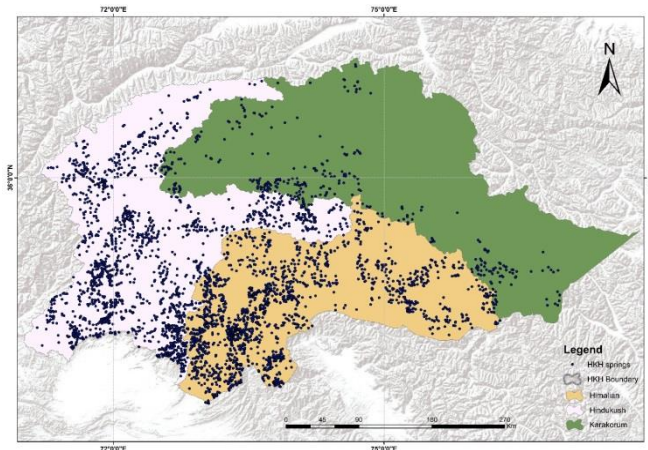 72°0'0"E 75°0'0"E
N
36°0'0"N
Legend
HKH springs
HKH Boundary
Himalian
Hindukush
Karakorum
0 45 90 180 270
Km
72°0'0"E 75°0'0"E